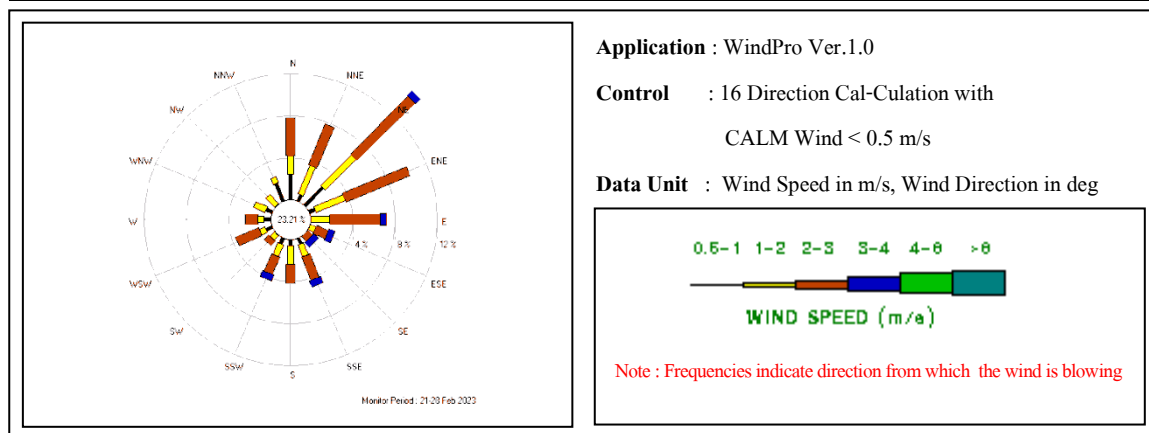 N
NNW
NNE
NW
NE
WNW
ENE
W
23.21 %
E
4 %
8 %
12 %
WSW
ESE
SW
SE
SSW
SSE
S
Monitor Period : 21-28 Feb 2023
Application : WindPro Ver.1.0
Control : 16 Direction Cal-Culation with
CALM Wind < 0.5 m/s
Data Unit : Wind Speed in m/s, Wind Direction in deg
0.5-1 1-2 2-3 3-4 4-6 >6
WIND SPEED (m/s)
Note : Frequencies indicate direction from which the wind is blowing